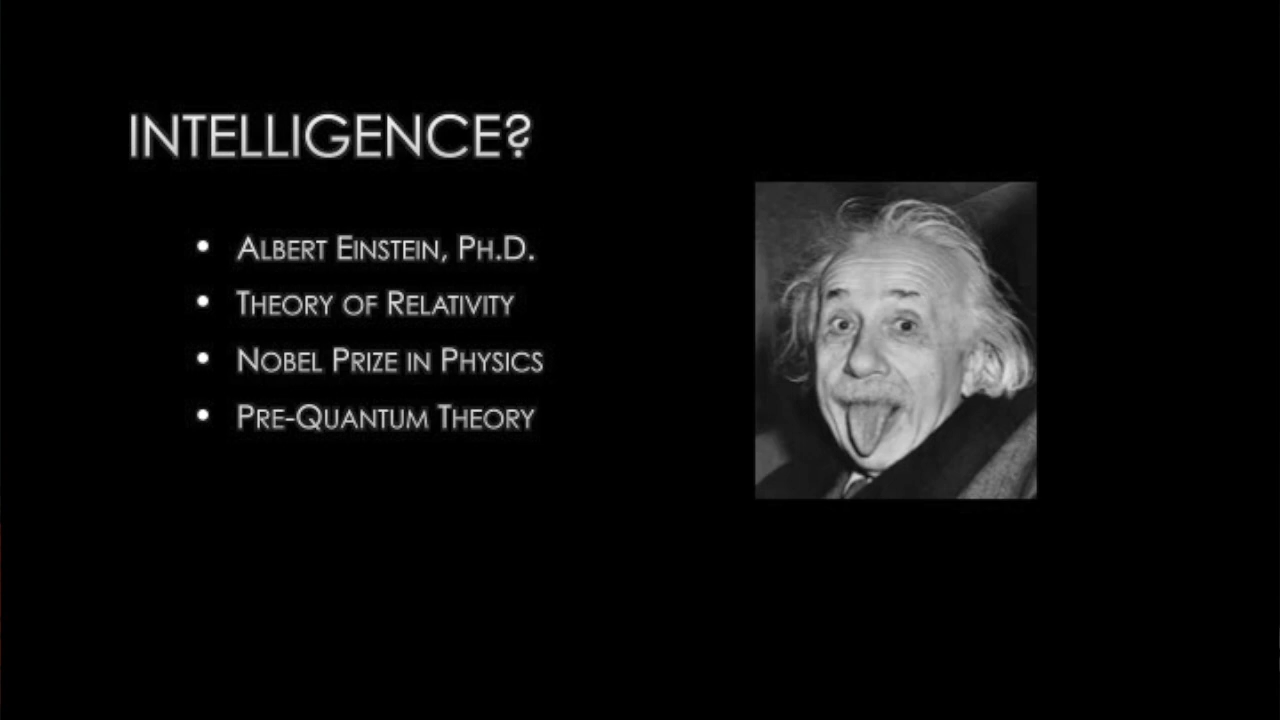 INTELLIGENCE?
• ALBERT EINSTEIN, PH.D.
• THEORY OF RELATIVITY
• NOBEL PRIZE IN PHYSICS
• PRE-QUANTUM THEORY